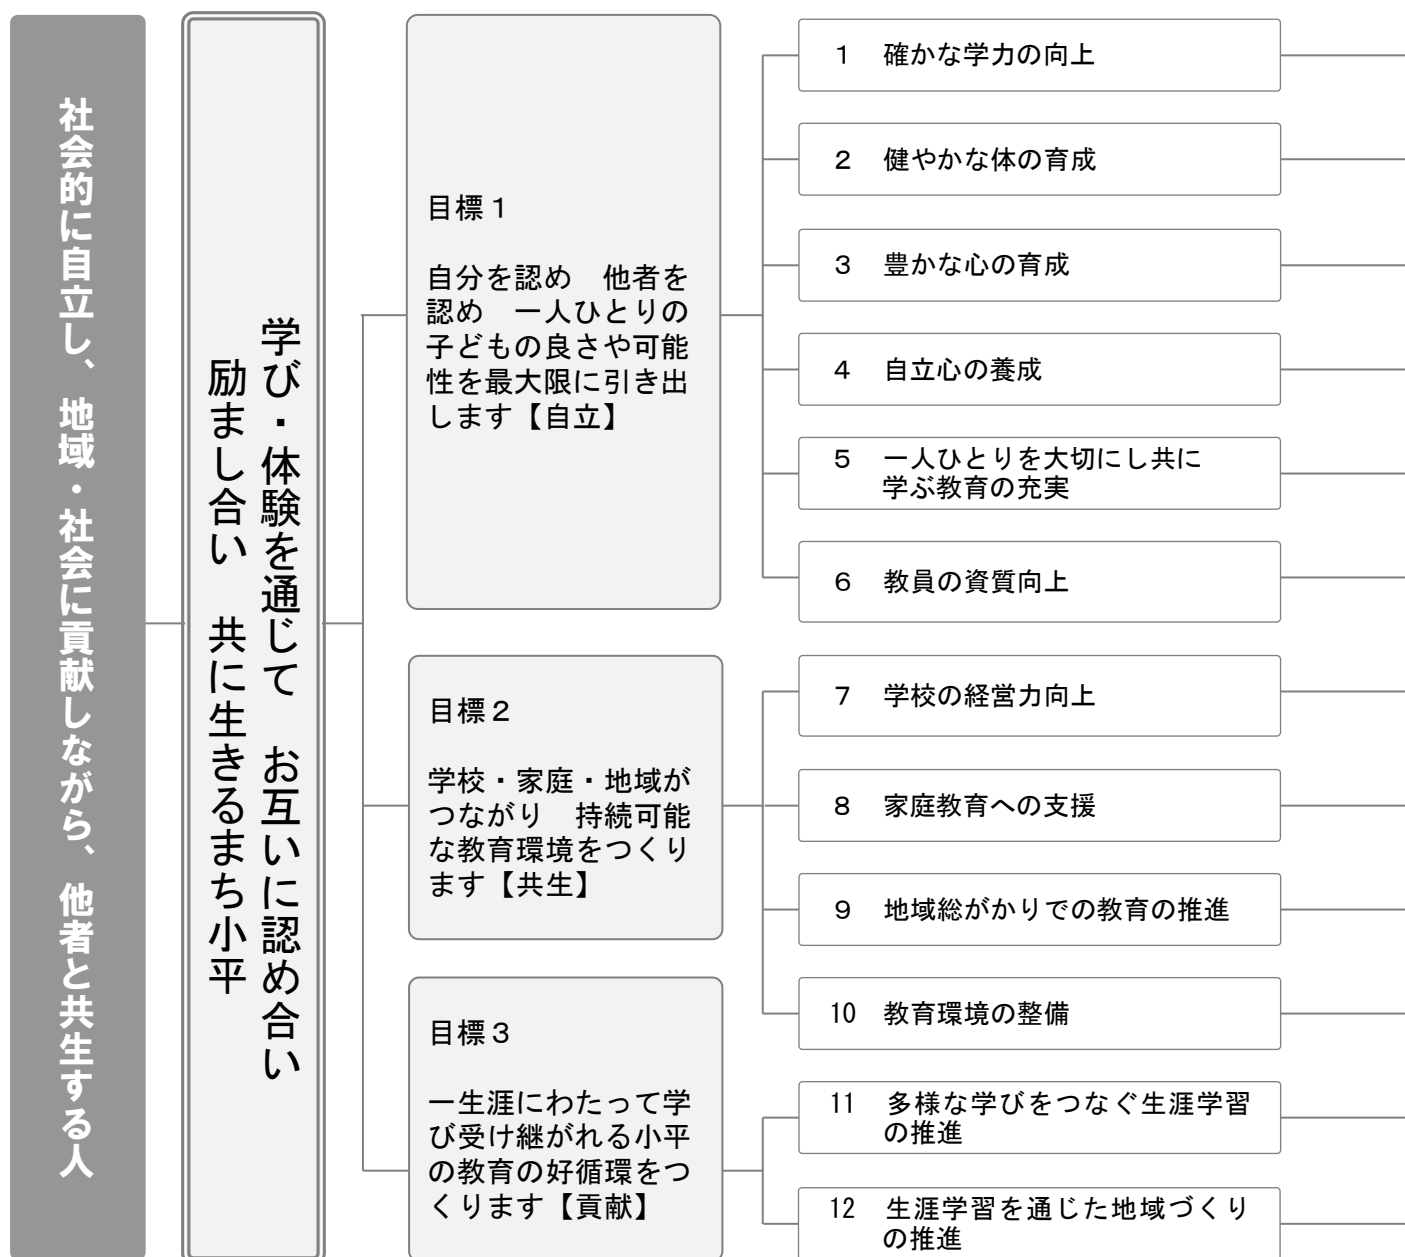 社会的に自立し、地域・社会に貢献しながら、他者と共生する人
学び・体験を通じて　お互いに認め合い
励まし合い　共に生きるまち小平
目標１
自分を認め　他者を
認め　一人ひとりの
子どもの良さや可能
性を最大限に引き出
します【自立】
１　確かな学力の向上
２　健やかな体の育成
３　豊かな心の育成
４　自立心の養成
５　一人ひとりを大切にし共に
学ぶ教育の充実
６　教員の資質向上
目標２
学校・家庭・地域が
つながり　持続可能
な教育環境をつくり
ます【共生】
７　学校の経営力向上
８　家庭教育への支援
９　地域総がかりでの教育の推進
10　教育環境の整備
目標３
一生涯にわたって学
び受け継がれる小平
の教育の好循環をつ
くります【貢献】
11　多様な学びをつなぐ生涯学習
の推進
12　生涯学習を通じた地域づくり
の推進